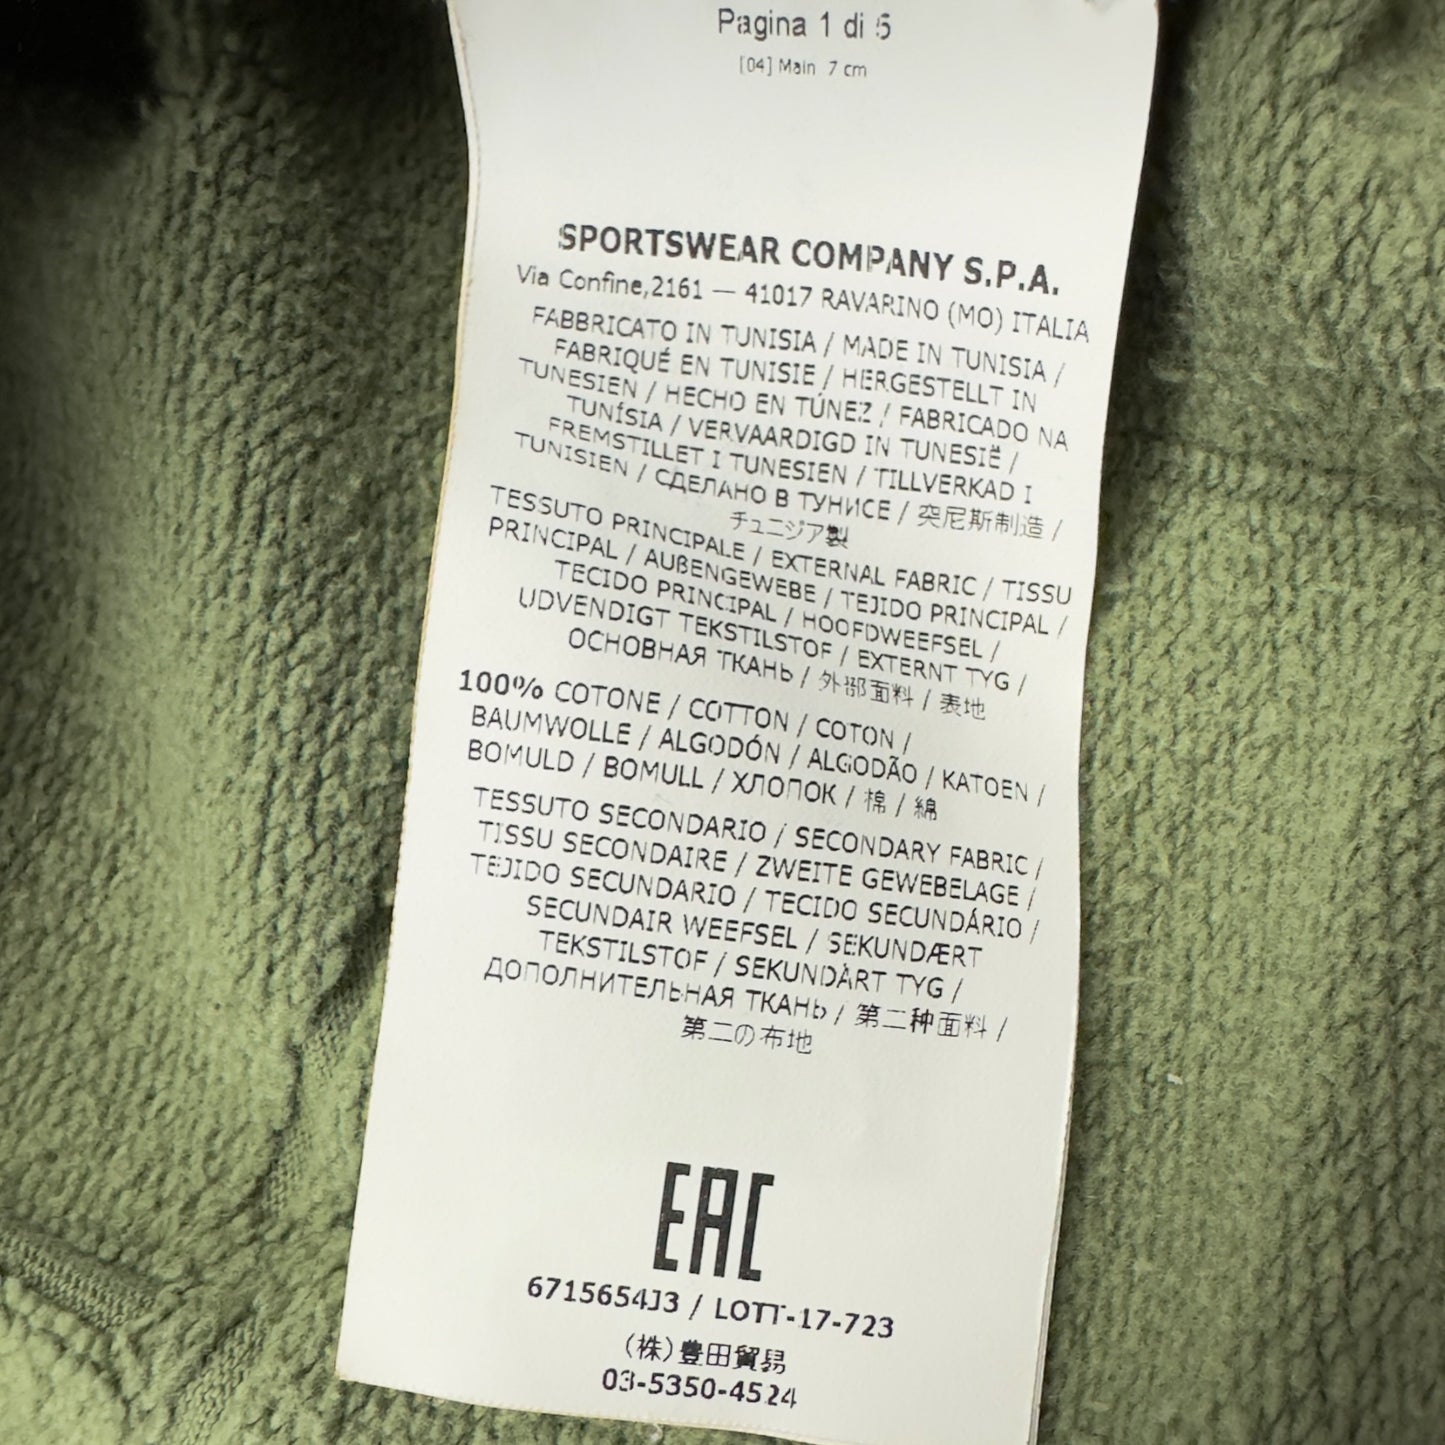 Pagina 1 di 5
[04] Main 7 cm
SPORTSWEAR COMPANY S.P.A.
Via Confine,2161 — 41017 RAVARINO (MO) ITALIA
FABBRICATO IN TUNISIA / MADE IN TUNISIA /
FABRIQUÉ EN TUNISIE / HERGESTELLT IN
TUNESIEN / HECHO EN TÚNEZ / FABRICADO NA
TUNÍSIA / VERVAARDIGD IN TUNESIË /
FREMSTILLET I TUNESIEN / TILLVERKAD I
TUNISIEN / СДЕЛАНО В ТУНИСЕ / 突尼斯制造 /
チュニジア製
TESSUTO PRINCIPALE / EXTERNAL FABRIC / TISSU
PRINCIPAL / AUßENGEWEBE / TEJIDO PRINCIPAL /
TECIDO PRINCIPAL / HOOFDWEEFSEL /
UDVENDIGT TEKSTILSTOF / EXTERNT TYG /
ОСНОВНАЯ ТКАНЬ / 外部面料 / 表地
100% COTONE / COTTON / COTON /
BAUMWOLLE / ALGODÓN / ALGODÃO / KATOEN /
BOMULD / BOMULL / ХЛОПОК / 棉 / 綿
TESSUTO SECONDARIO / SECONDARY FABRIC /
TISSU SECONDAIRE / ZWEITE GEWEBELAGE /
TEJIDO SECUNDARIO / TECIDO SECUNDÁRIO /
SECUNDAIR WEEFSEL / SEKUNDÆRT
TEKSTILSTOF / SEKUNDÄRT TYG /
ДОПОЛНИТЕЛЬНАЯ ТКАНЬ / 第二种面料 /
第二の布地
EAC
6715654J3 / LOTT-17-723
(株)豊田貿易
03-5350-4524